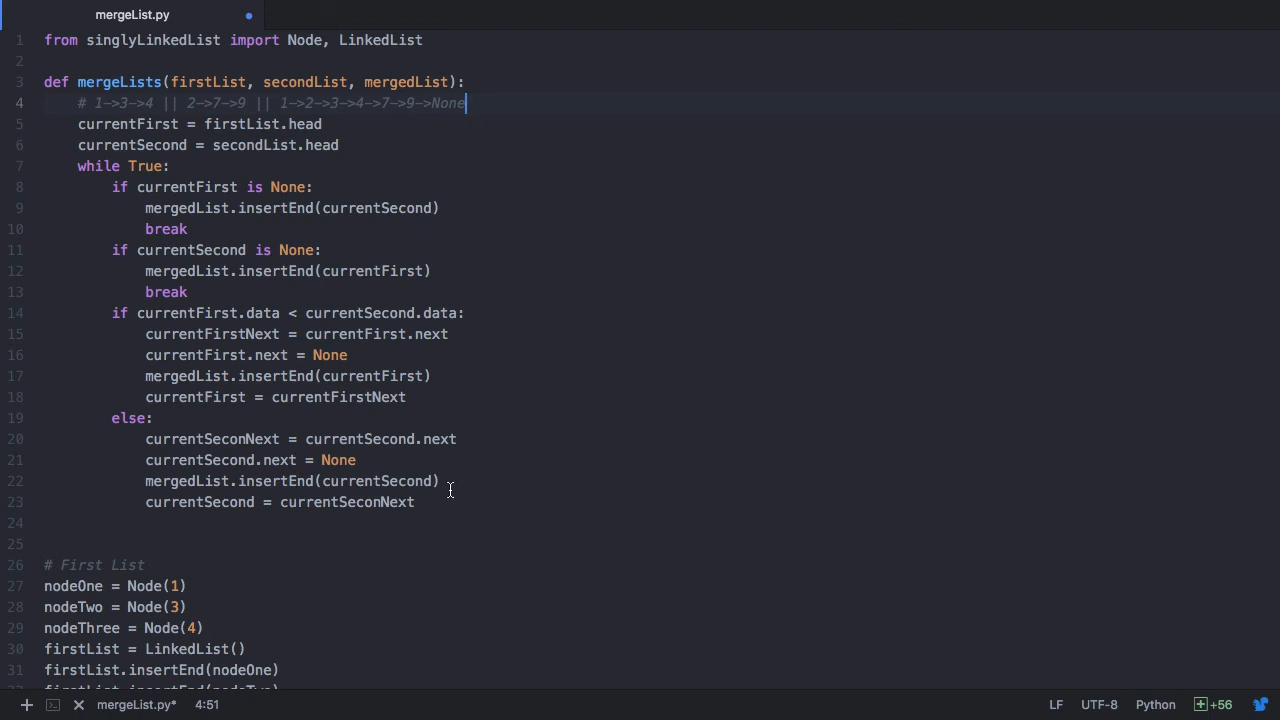 mergeList.py
1 from singlyLinkedList import Node, LinkedList
2
3 def mergeLists(firstList, secondList, mergedList):
4     # 1->3->4 || 2->7->9 || 1->2->3->4->7->9->None
5     currentFirst = firstList.head
6     currentSecond = secondList.head
7     while True:
8         if currentFirst is None:
9             mergedList.insertEnd(currentSecond)
10             break
11         if currentSecond is None:
12             mergedList.insertEnd(currentFirst)
13             break
14         if currentFirst.data < currentSecond.data:
15             currentFirstNext = currentFirst.next
16             currentFirst.next = None
17             mergedList.insertEnd(currentFirst)
18             currentFirst = currentFirstNext
19         else:
20             currentSeconNext = currentSecond.next
21             currentSecond.next = None
22             mergedList.insertEnd(currentSecond)
23             currentSecond = currentSeconNext
24
25
26 # First List
27 nodeOne = Node(1)
28 nodeTwo = Node(3)
29 nodeThree = Node(4)
30 firstList = LinkedList()
31 firstList.insertEnd(nodeOne)
32 firstList.insertEnd(nodeTwo)
mergeList.py* 4:51 LF UTF-8 Python +56